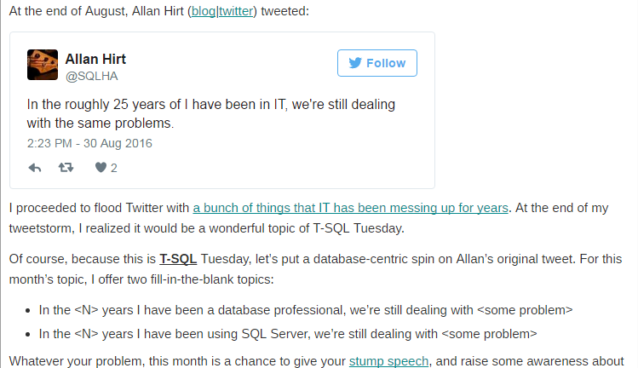 At the end of August, Allan Hirt (blog|twitter) tweeted:
Allan Hirt
@SQLHA
Follow
In the roughly 25 years of I have been in IT, we're still dealing
with the same problems.
2:23 PM - 30 Aug 2016
2
I proceeded to flood Twitter with a bunch of things that IT has been messing up for years. At the end of my
tweetstorm, I realized it would be a wonderful topic of T-SQL Tuesday.
Of course, because this is T-SQL Tuesday, let’s put a database-centric spin on Allan’s original tweet. For this
month’s topic, I offer two fill-in-the-blank topics:
• In the <N> years I have been a database professional, we’re still dealing with <some problem>
• In the <N> years I have been using SQL Server, we’re still dealing with <some problem>
Whatever your problem, this month is a chance to give your stump speech, and raise some awareness about